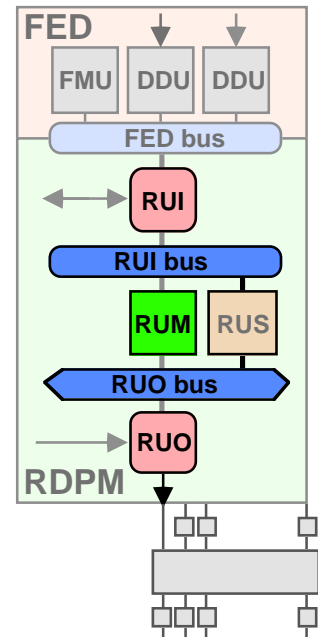 FED
FMU DDU DDU
FED bus
RUI
RUI bus
RUM RUS
RUO bus
RUO
RDPM